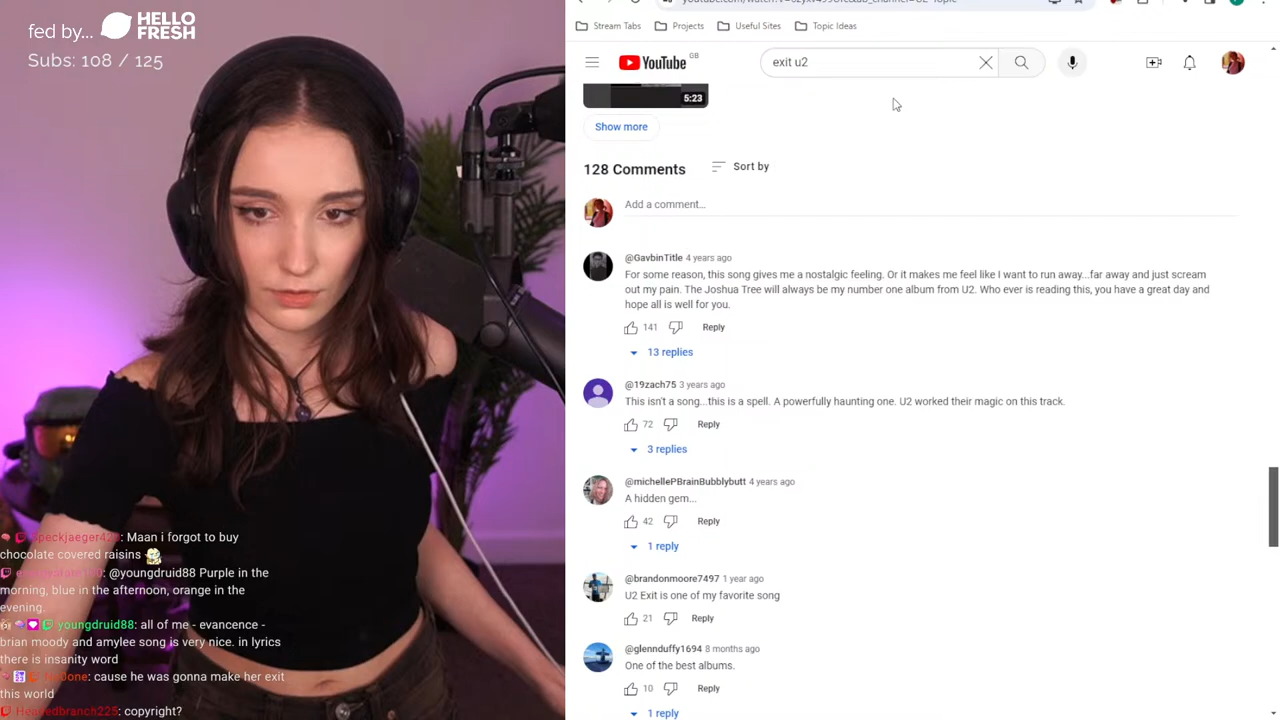 fed by... HELLO
FRESH
Subs: 108 / 125
Maan i forgot to buy
chocolate covered raisins
@youngdruid88 Purple in the
morning, blue in the afternoon, orange in the
evening.
youngdruid88: all of me - evancence -
brian moody and amylee song is very nice. in lyrics
there is insanity word
cause he was gonna make her exit
this world
copyright?
Stream Tabs Projects Useful Sites Topic Ideas
YouTube GB
exit u2
5:23
Show more
128 Comments Sort by
Add a comment...
@GavbinTitle 4 years ago
For some reason, this song gives me a nostalgic feeling. Or it makes me feel like I want to run away...far away and just scream
out my pain. The Joshua Tree will always be my number one album from U2. Who ever is reading this, you have a great day and
hope all is well for you.
141 Reply
13 replies
@19zach75 3 years ago
This isn't a song...this is a spell. A powerfully haunting one. U2 worked their magic on this track.
72 Reply
3 replies
@michellePBrainBubblybutt 4 years ago
A hidden gem...
42 Reply
1 reply
@brandonmoore7497 1 year ago
U2 Exit is one of my favorite song
21 Reply
@glennduffy1694 8 months ago
One of the best albums.
10 Reply
1 reply